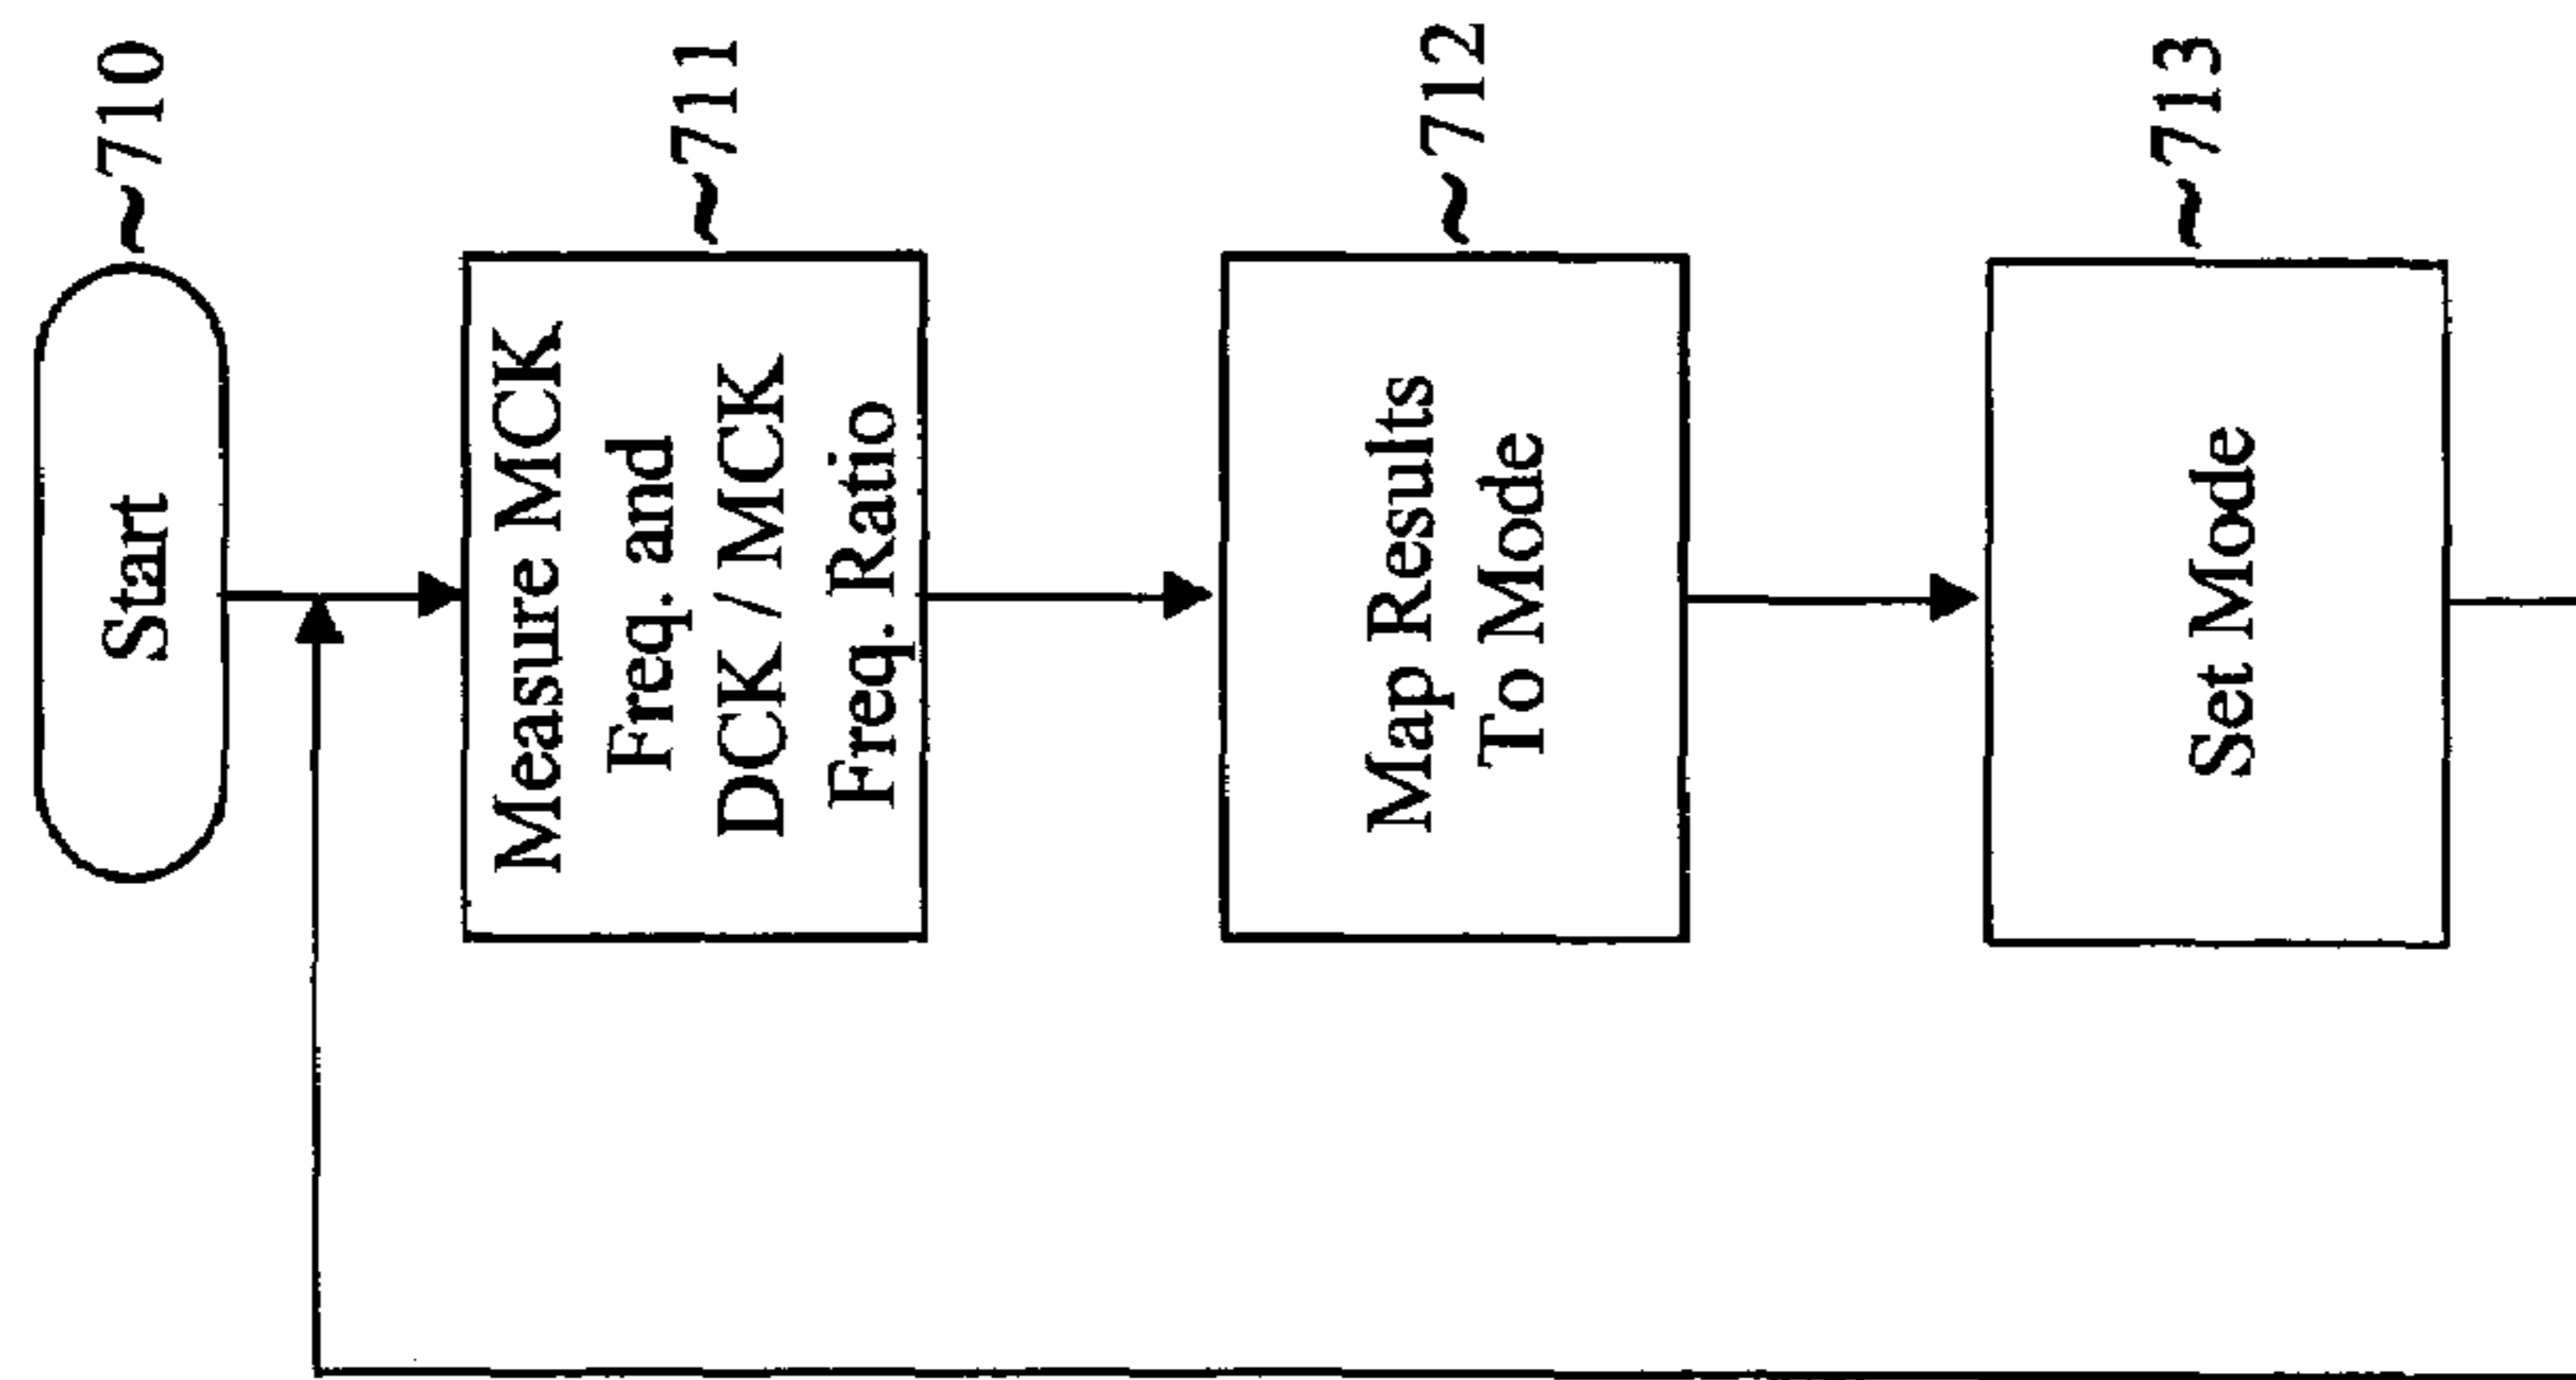 Start
~710
Measure MCK
Freq. and
DCK / MCK
Freq. Ratio
~711
Map Results
To Mode
~712
Set Mode
~713